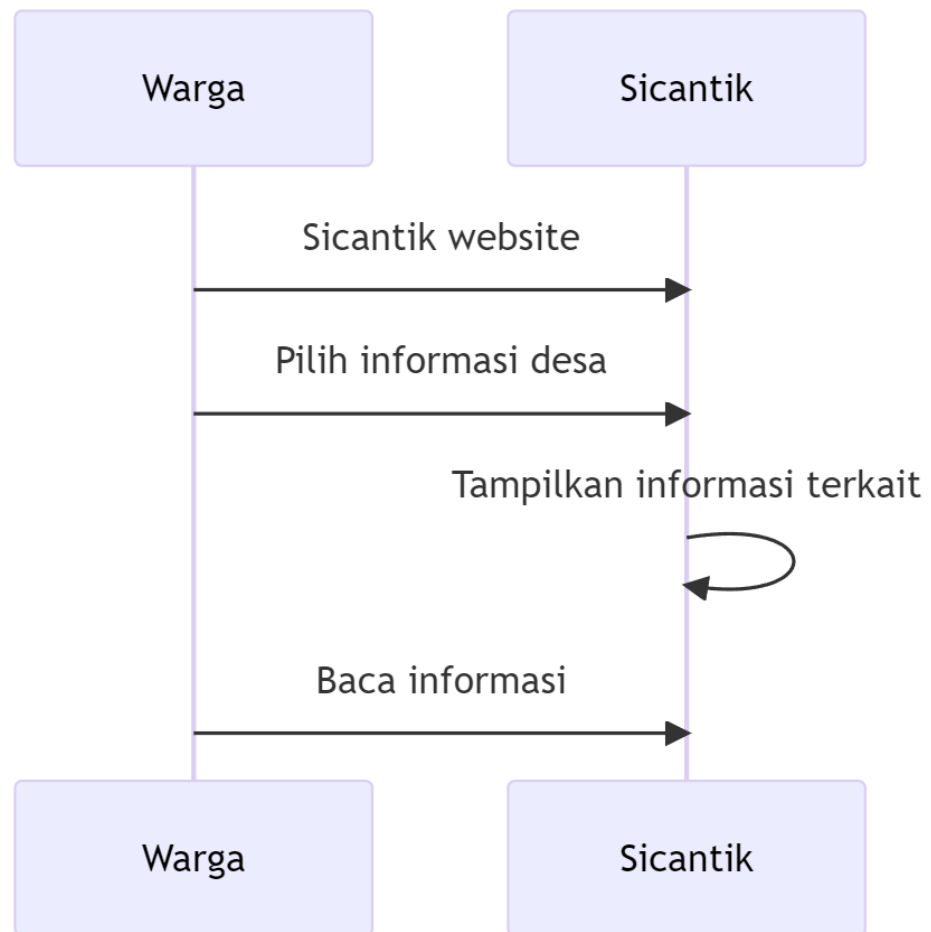 Warga
Sicantik
Sicantik website
Pilih informasi desa
Tampilkan informasi terkait
Baca informasi
Warga
Sicantik